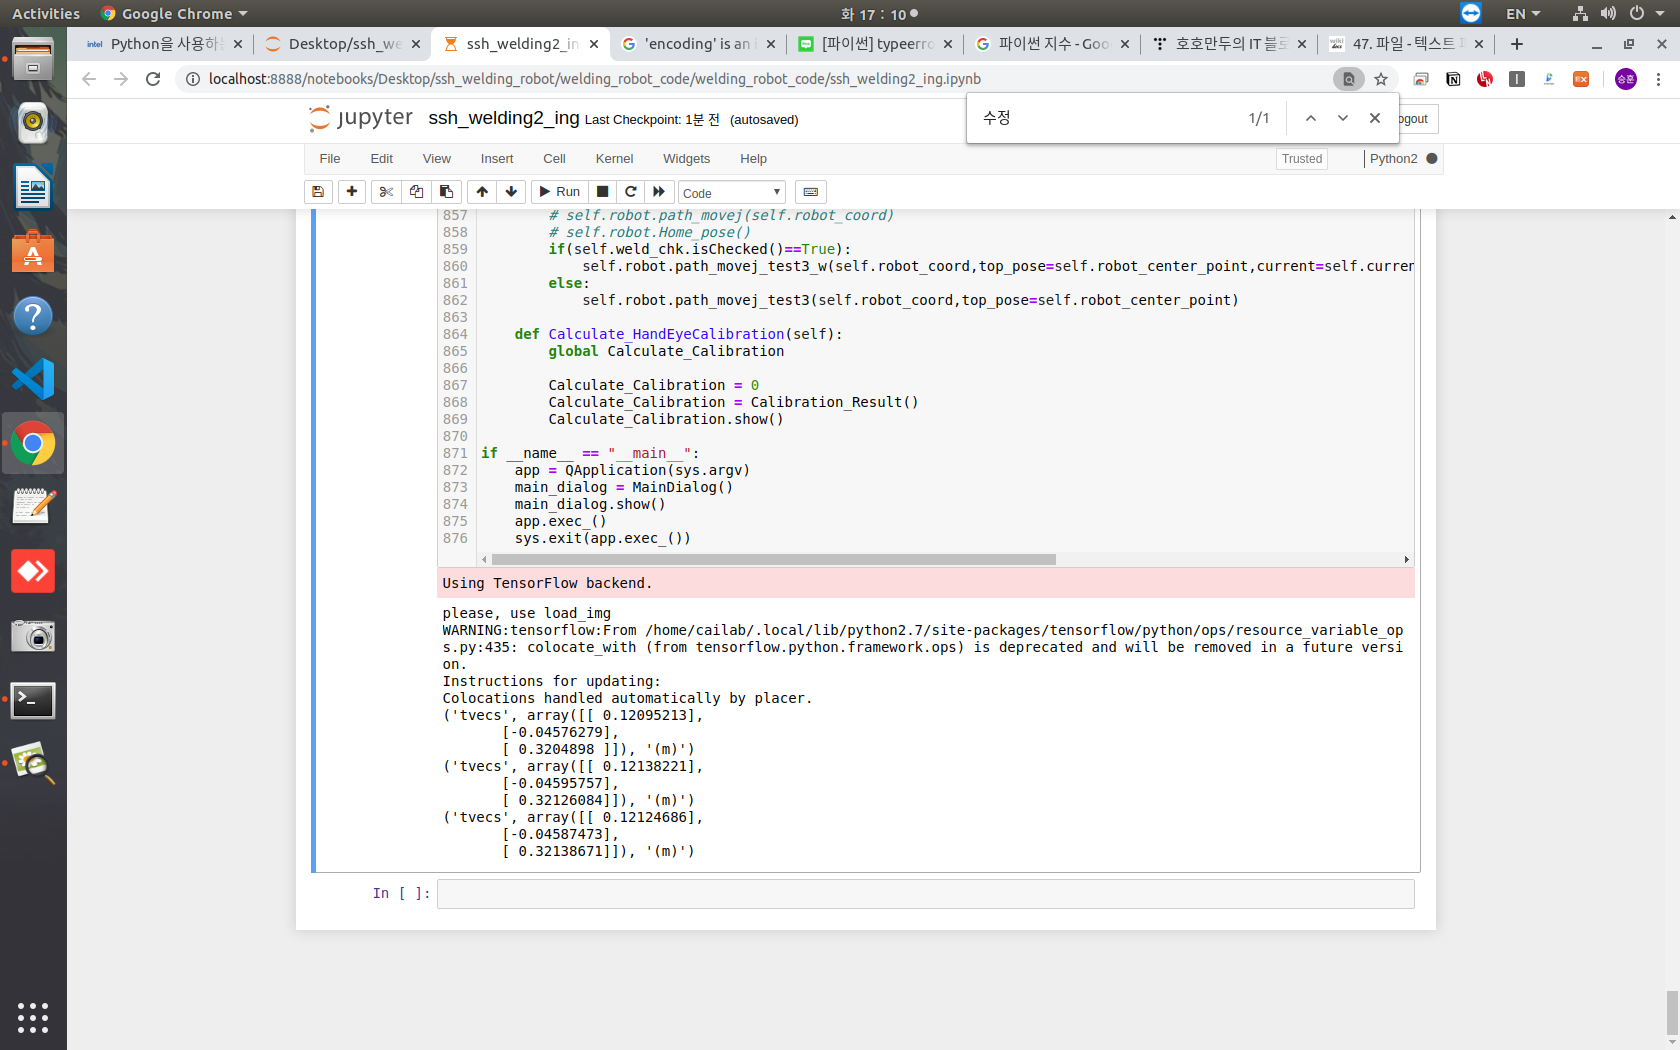 Activities Google Chrome 화 17 : 10 EN
Python을 사용하는 Desktop/ssh_we ssh_welding2_in 'encoding' is an [파이썬] typeerro 파이썬 지수 - Goo 호호만두의 IT 블로 47. 파일 - 텍스트
localhost:8888/notebooks/Desktop/ssh_welding_robot/welding_robot_code/welding_robot_code/ssh_welding2_ing.ipynb
수정 1/1
jupyter ssh_welding2_ing Last Checkpoint: 1분 전 (autosaved) ogout
File Edit View Insert Cell Kernel Widgets Help Trusted Python2
Run Code
857 # self.robot.path_movej(self.robot_coord)
858 # self.robot.Home_pose()
859 if(self.weld_chk.isChecked()==True):
860 self.robot.path_movej_test3_w(self.robot_coord,top_pose=self.robot_center_point,current=self.curren
861 else:
862 self.robot.path_movej_test3(self.robot_coord,top_pose=self.robot_center_point)
863
864 def Calculate_HandEyeCalibration(self):
865 global Calculate_Calibration
866
867 Calculate_Calibration = 0
868 Calculate_Calibration = Calibration_Result()
869 Calculate_Calibration.show()
870
871 if __name__ == "__main__":
872 app = QApplication(sys.argv)
873 main_dialog = MainDialog()
874 main_dialog.show()
875 app.exec_()
876 sys.exit(app.exec_())
Using TensorFlow backend.
please, use load_img
WARNING:tensorflow:From /home/cailab/.local/lib/python2.7/site-packages/tensorflow/python/ops/resource_variable_op
s.py:435: colocate_with (from tensorflow.python.framework.ops) is deprecated and will be removed in a future versi
on.
Instructions for updating:
Colocations handled automatically by placer.
('tvecs', array([[ 0.12095213],
[-0.04576279],
[ 0.3204898 ]]), '(m)')
('tvecs', array([[ 0.12138221],
[-0.04595757],
[ 0.32126084]]), '(m)')
('tvecs', array([[ 0.12124686],
[-0.04587473],
[ 0.32138671]]), '(m)')
In [ ]: